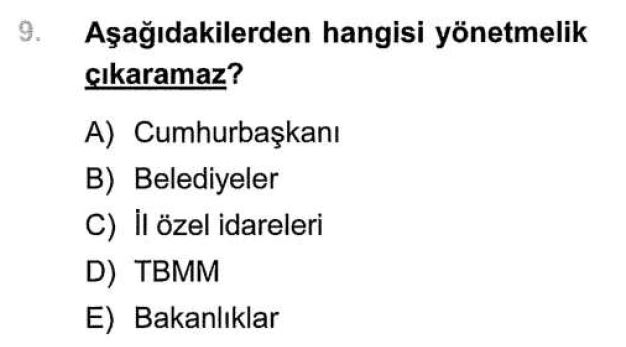 9. Aşağıdakilerden hangisi yönetmelik
çıkaramaz?
A) Cumhurbaşkanı
B) Belediyeler
C) İl özel idareleri
D) TBMM
E) Bakanlıklar